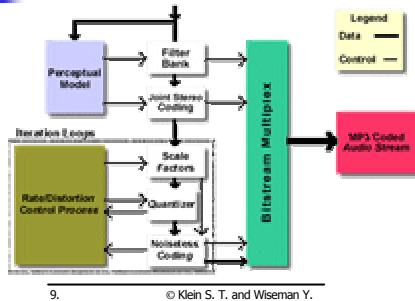 Legend
Data
Control
Filter
Bank
Perceptual
Model
Joint Stereo
Coding
Iteration Loops
Scale
Factors
Rate/Distortion
Control Process
Quantizer
Noiseless
Coding
Bitstream Multiplex
MP3 Coded
Audio Stream
9.
© Klein S. T. and Wiseman Y.